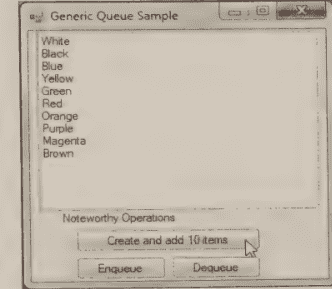 Generic Queue Sample
White
Black
Blue
Yellow
Green
Red
Orange
Purple
Magenta
Brown
Noteworthy Operations
Create and add 10 items
Enqueue
Dequeue